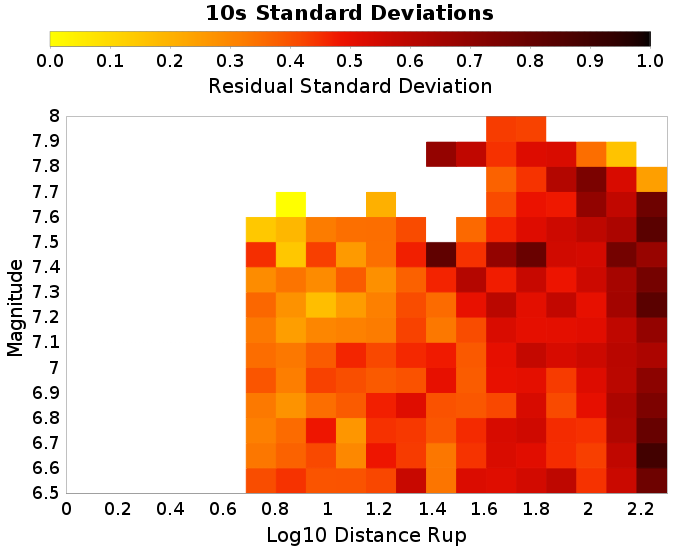 10s Standard Deviations
0.0 0.1 0.2 0.3 0.4 0.5 0.6 0.7 0.8 0.9 1.0
Residual Standard Deviation
8
7.9
7.8
7.7
7.6
7.5
7.4
7.3
7.2
7.1
7
6.9
6.8
6.7
6.6
6.5
Magnitude
0 0.2 0.4 0.6 0.8 1 1.2 1.4 1.6 1.8 2 2.2
Log10 Distance Rup